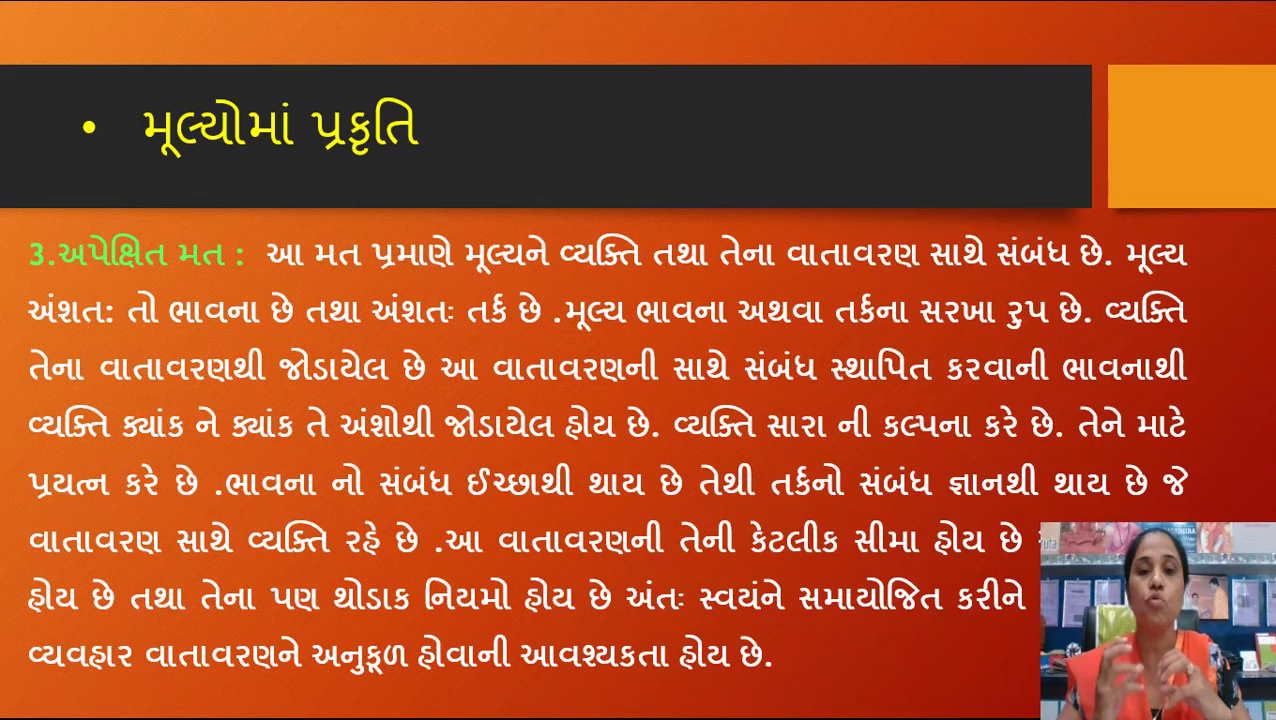 • મૂલ્યોમાં પ્રકૃતિ
3.અપેક્ષિત મત : આ મત પ્રમાણે મૂલ્યને વ્યક્તિ તથા તેના વાતાવરણ સાથે સંબંધ છે. મૂલ્ય
અંશત: તો ભાવના છે તથા અંશતઃ તર્ક છે .મૂલ્ય ભાવના અથવા તર્કના સરખા રુપ છે. વ્યક્તિ
તેના વાતાવરણથી જોડાયેલ છે આ વાતાવરણની સાથે સંબંધ સ્થાપિત કરવાની ભાવનાથી
વ્યક્તિ ક્યાંક ને ક્યાંક તે અંશોથી જોડાયેલ હોય છે. વ્યક્તિ સારા ની કલ્પના કરે છે. તેને માટે
પ્રયત્ન કરે છે .ભાવના નો સંબંધ ઈચ્છાથી થાય છે તેથી તર્કનો સંબંધ જ્ઞાનથી થાય છે જે
વાતાવરણ સાથે વ્યક્તિ રહે છે .આ વાતાવરણની તેની કેટલીક સીમા હોય છે
હોય છે તથા તેના પણ થોડાક નિયમો હોય છે અંતઃ સ્વયંને સમાયોજિત કરીને
વ્યવહાર વાતાવરણને અનુકૂળ હોવાની આવશ્યકતા હોય છે.